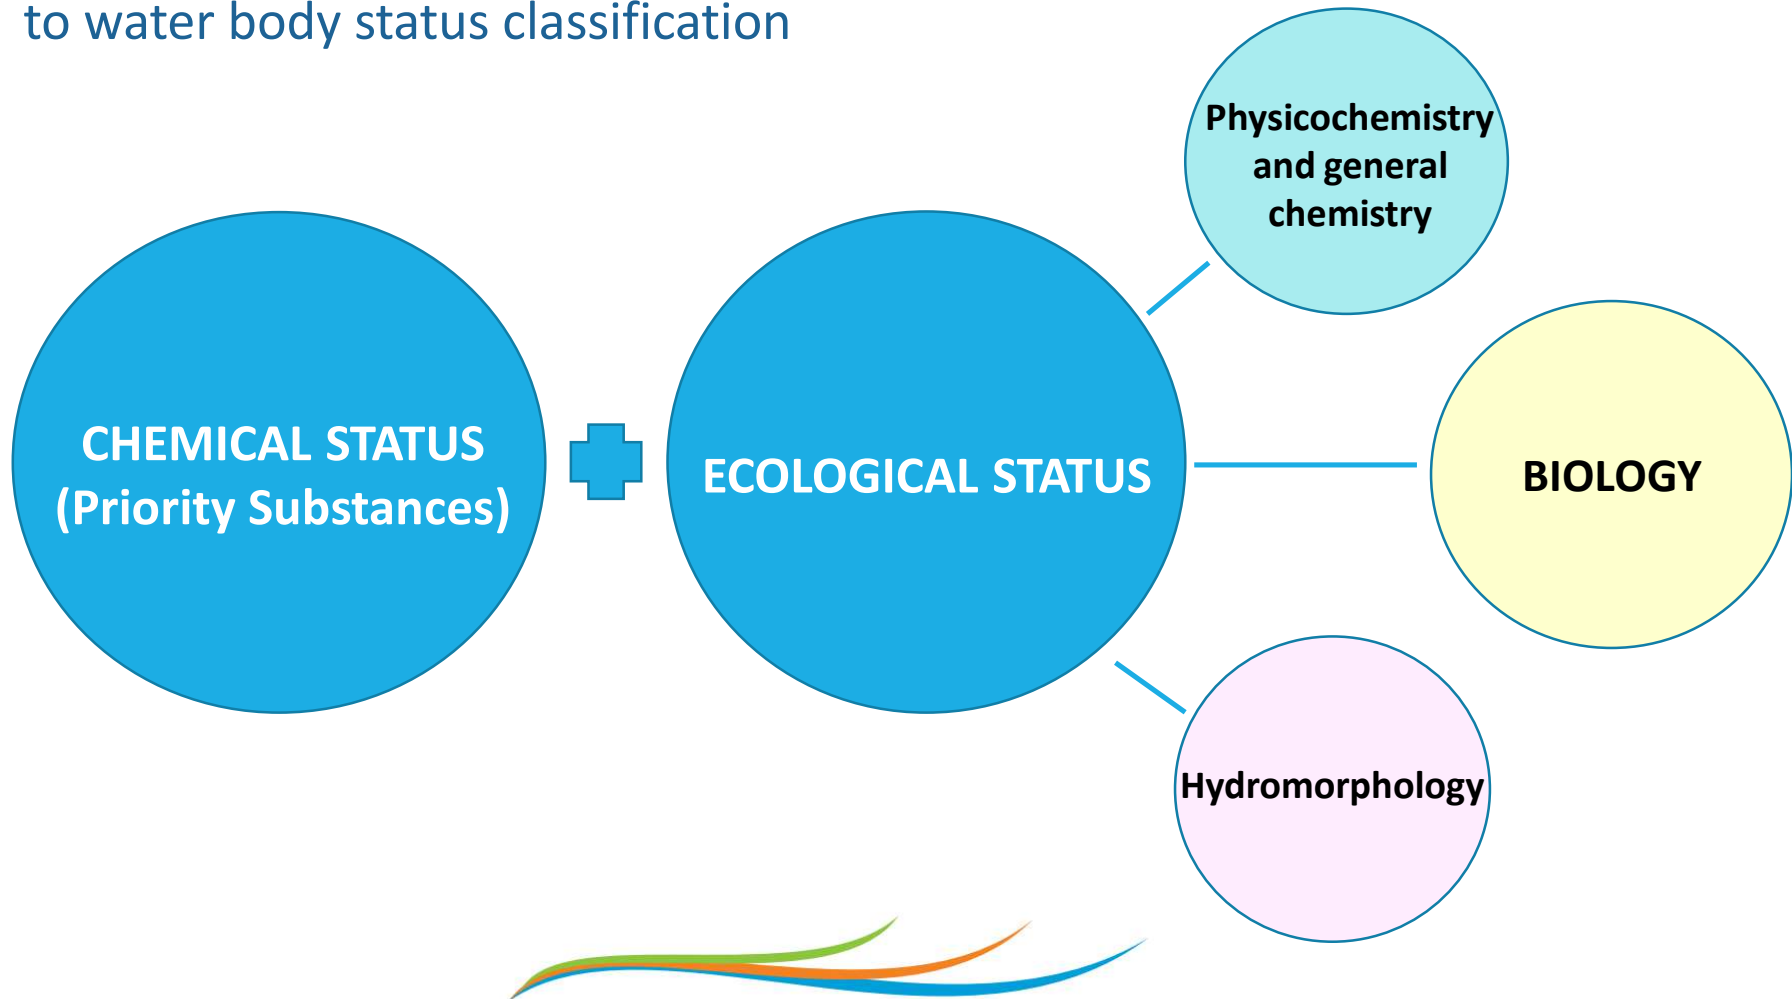 to water body status classification
Physicochemistry
and general
chemistry
CHEMICAL STATUS
(Priority Substances)
ECOLOGICAL STATUS
BIOLOGY
Hydromorphology